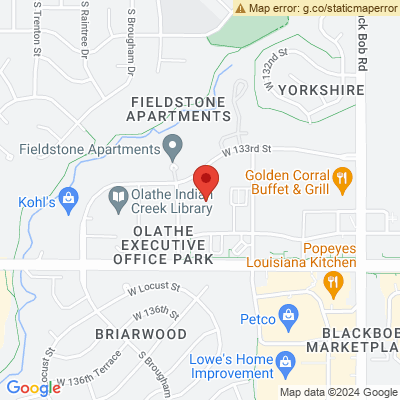 Map error: g.co/staticmaperror
S Trenton St
S Raintree Dr
S Brougham Dr
W 132nd St
ck Bob Rd
YORKSHIRE
FIELDSTONE
APARTMENTS
Fieldstone Apartments
W 133rd St
Golden Corral
Buffet & Grill
Kohl's
Olathe Indian
Creek Library
OLATHE
EXECUTIVE
OFFICE PARK
Popeyes
Louisiana Kitchen
W Locust St
W 136th St
BRIARWOOD
Petco
BLACKBOB
MARKETPLA
Locust St
W 136th Terrace
S Brougham
Lowe's Home
Improvement
Google
Map data ©2024 Google